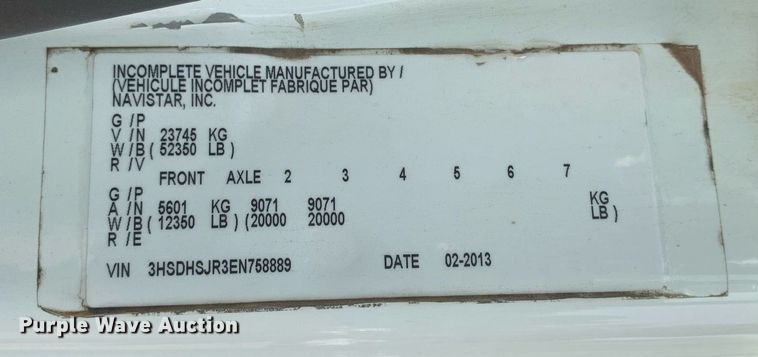 INCOMPLETE VEHICLE MANUFACTURED BY /
(VEHICULE INCOMPLET FABRIQUE PAR)
NAVISTAR, INC.
G /P
V /N 23745 KG
W/B ( 52350 LB )
R /V
FRONT AXLE 2 3 4 5 6 7
G /P
A /N 5601 KG 9071 9071 KG
W/B ( 12350 LB) (20000 20000 LB )
R /E
VIN 3HSDHSJR3EN758889 DATE 02-2013
Purple Wave Auction